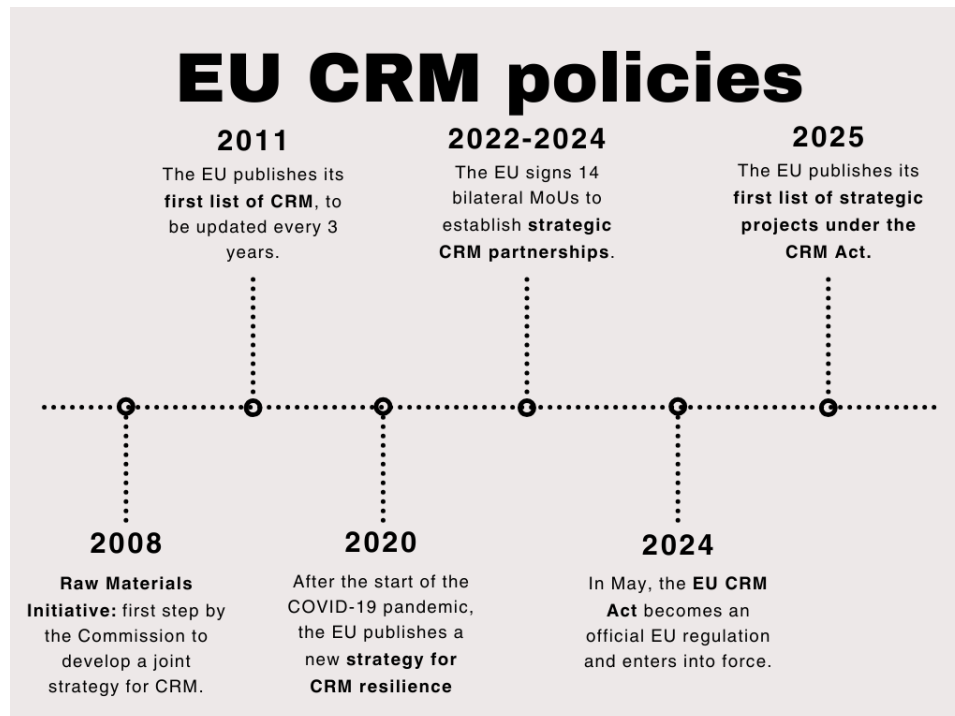 EU CRM policies
2011
The EU publishes its
first list of CRM, to
be updated every 3
years.
2022-2024
The EU signs 14
bilateral MoUs to
establish strategic
CRM partnerships.
2025
The EU publishes its
first list of strategic
projects under the
CRM Act.
2008
Raw Materials
Initiative: first step by
the Commission to
develop a joint
strategy for CRM.
2020
After the start of the
COVID-19 pandemic,
the EU publishes a
new strategy for
CRM resilience
2024
In May, the EU CRM
Act becomes an
official EU regulation
and enters into force.